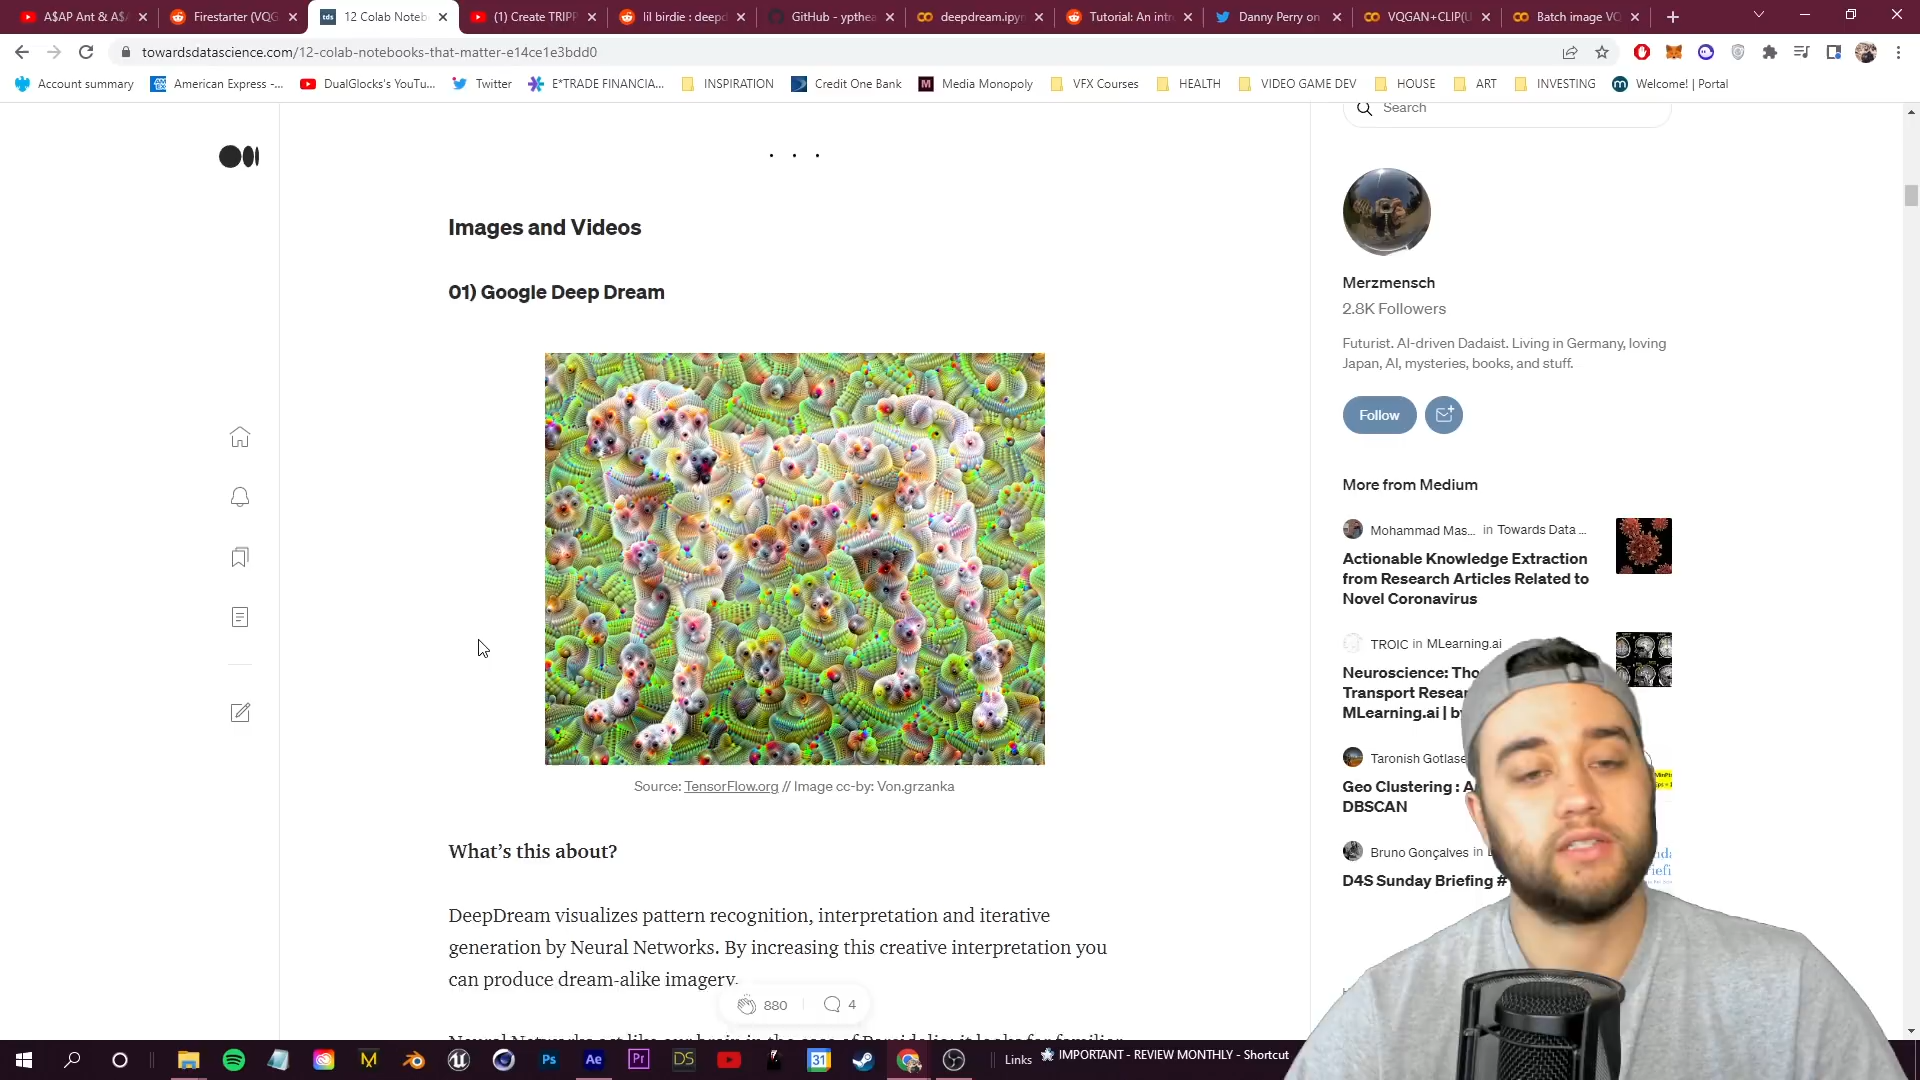 A$AP Ant & A$A
Firestarter (VQG
12 Colab Noteb
(1) Create TRIPP
lil birdie : deepd
GitHub - ypthea
deepdream.ipyn
Tutorial: An intr
Danny Perry on
VQGAN+CLIP(U
Batch image VQ
towardsdatascience.com/12-colab-notebooks-that-matter-e14ce1e3bdd0
Account summary
American Express -...
DualGlocks's YouTu...
Twitter
E*TRADE FINANCIA...
INSPIRATION
Credit One Bank
Media Monopoly
VFX Courses
HEALTH
VIDEO GAME DEV
HOUSE
ART
INVESTING
Welcome! | Portal
Search
Images and Videos
01) Google Deep Dream
Source: TensorFlow.org // Image cc-by: Von.grzanka
What's this about?
DeepDream visualizes pattern recognition, interpretation and iterative
generation by Neural Networks. By increasing this creative interpretation you
can produce dream-alike imagery.
880
4
Merzmensch
2.8K Followers
Futurist. AI-driven Dadaist. Living in Germany, loving
Japan, AI, mysteries, books, and stuff.
Follow
More from Medium
Mohammad Mas... in Towards Data ...
Actionable Knowledge Extraction
from Research Articles Related to
Novel Coronavirus
TROIC in MLearning.ai
Neuroscience: Tho
Transport Resear
MLearning.ai | by
Taronish Gotlase
Geo Clustering : A
DBSCAN
Bruno Gonçalves in
D4S Sunday Briefing #
Links
IMPORTANT - REVIEW MONTHLY - Shortcut